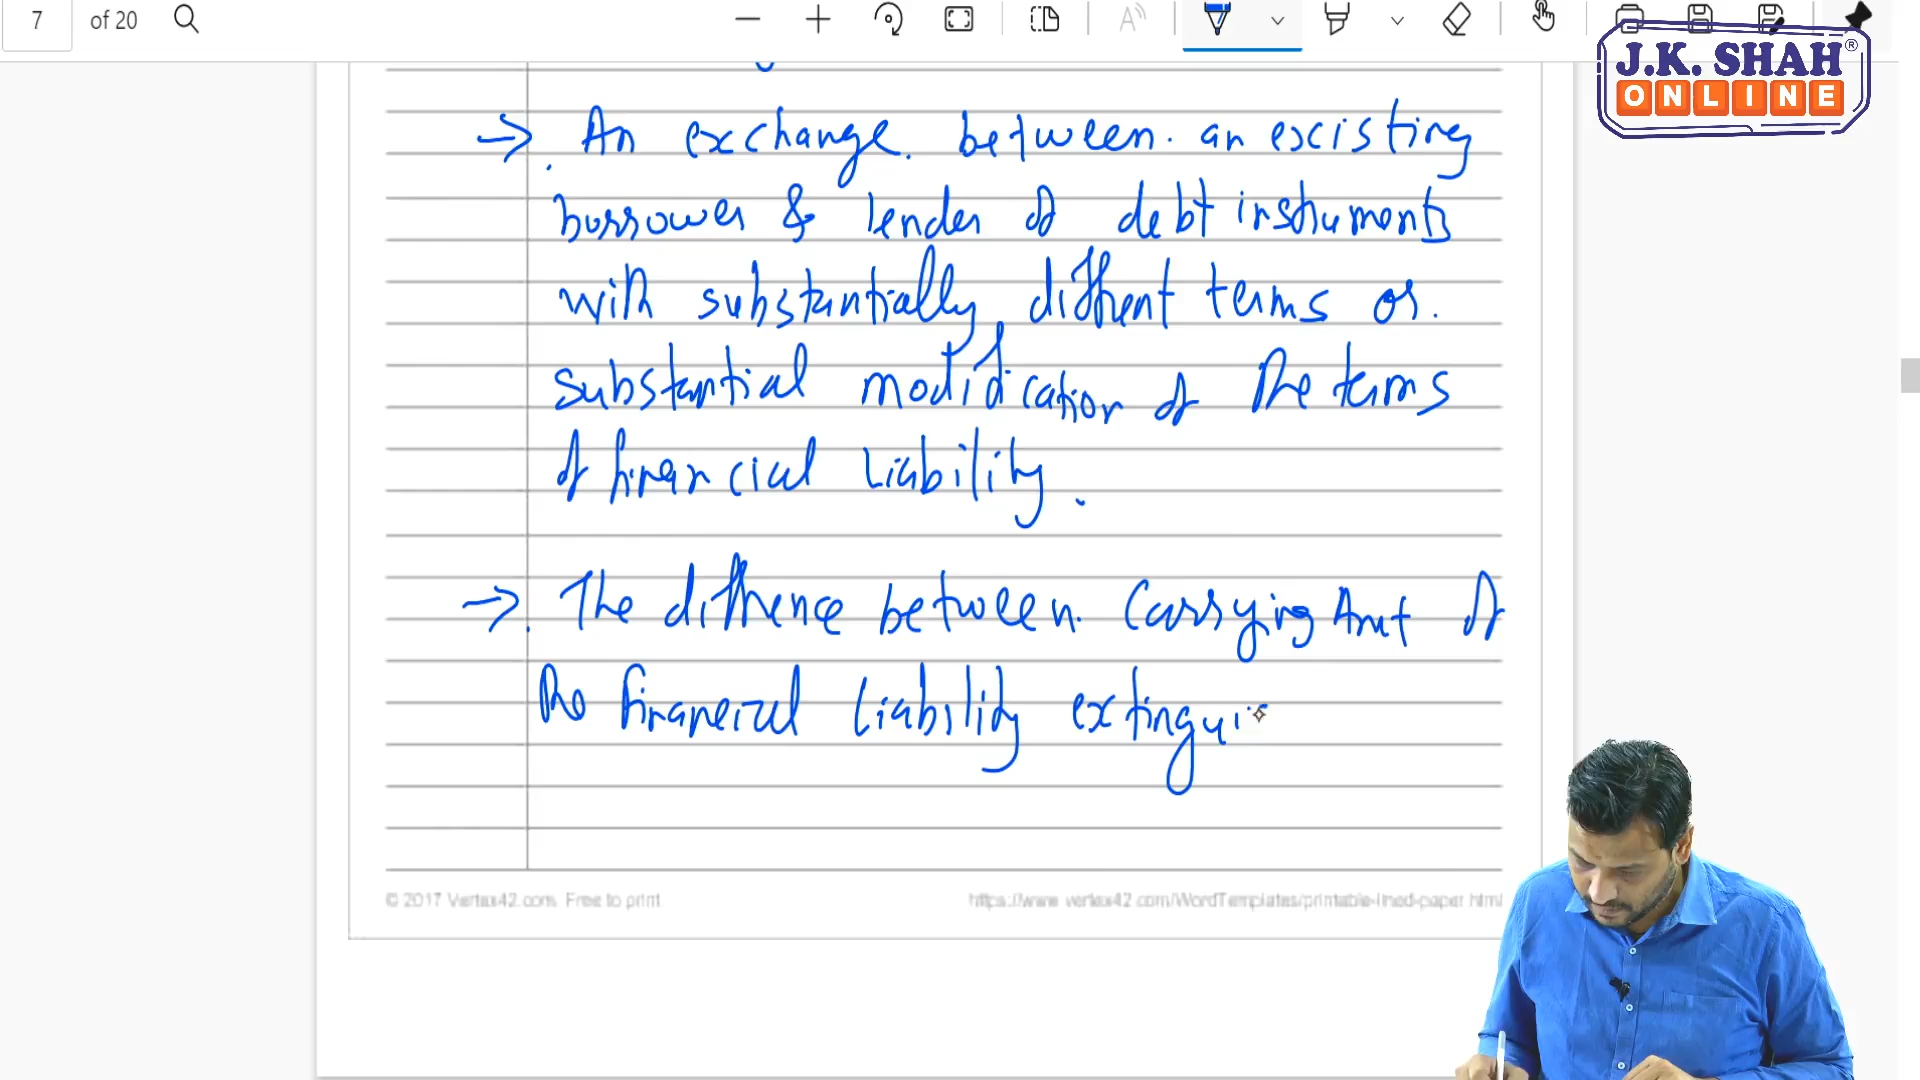 7 of 20
J.K. SHAH®
ONLINE
→ An exchange between an excisting
borrower & lender of debt instruments
with substantially different terms or
substantial modification of the terms
of financial Liability.
→ The difference between Carrying Amt of
the financial Liability extinguis
© 2017 Vertex42.com. Free to print
https://www.vertex42.com/WordTemplates/printable-lined-paper.html